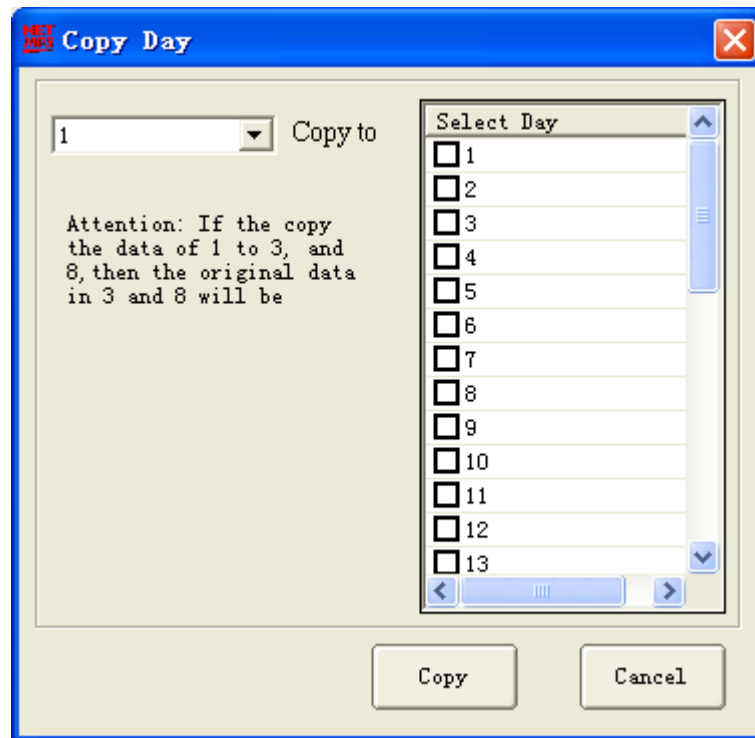 Copy Day
1
Copy to
Attention: If the copy
the data of 1 to 3, and
8, then the original data
in 3 and 8 will be
Select Day
1
2
3
4
5
6
7
8
9
10
11
12
13
Copy
Cancel